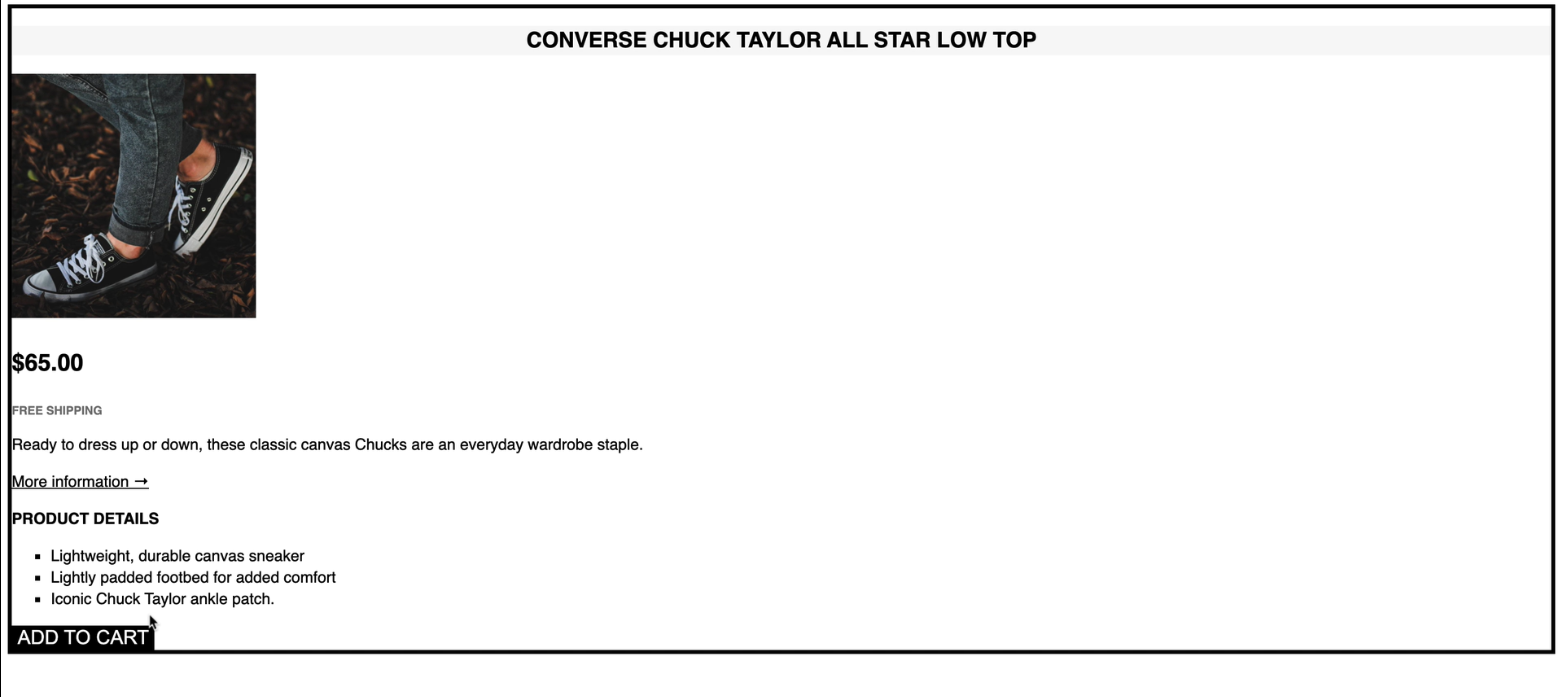 CONVERSE CHUCK TAYLOR ALL STAR LOW TOP
$65.00
FREE SHIPPING
Ready to dress up or down, these classic canvas Chucks are an everyday wardrobe staple.
More information →
PRODUCT DETAILS
Lightweight, durable canvas sneaker
Lightly padded footbed for added comfort
Iconic Chuck Taylor ankle patch.
ADD TO CART